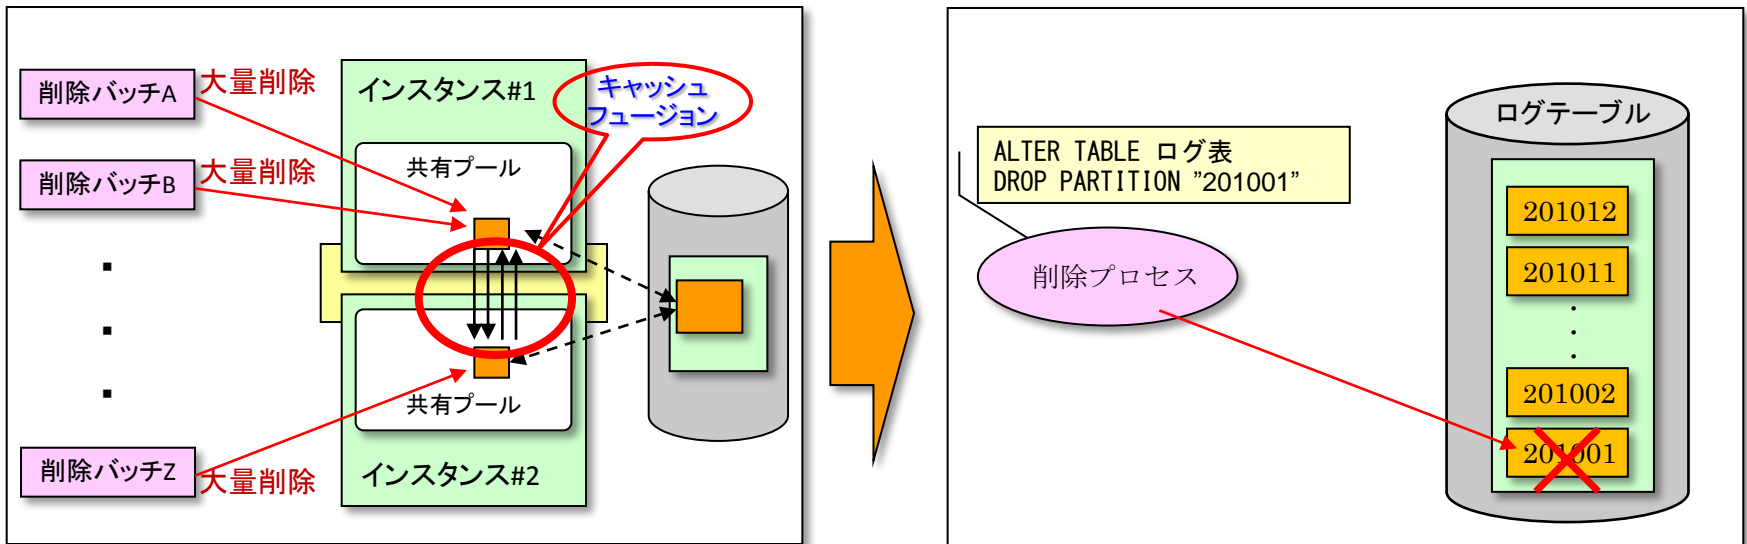 削除バッチA
大量削除
インスタンス#1
キャッシュ
フュージョン
共有プール
削除バッチB
大量削除
・
・
・
共有プール
削除バッチZ
大量削除
インスタンス#2
ALTER TABLE ログ表
DROP PARTITION ”201001”
削除プロセス
ログテーブル
201012
201011
・
・
・
201002
201001